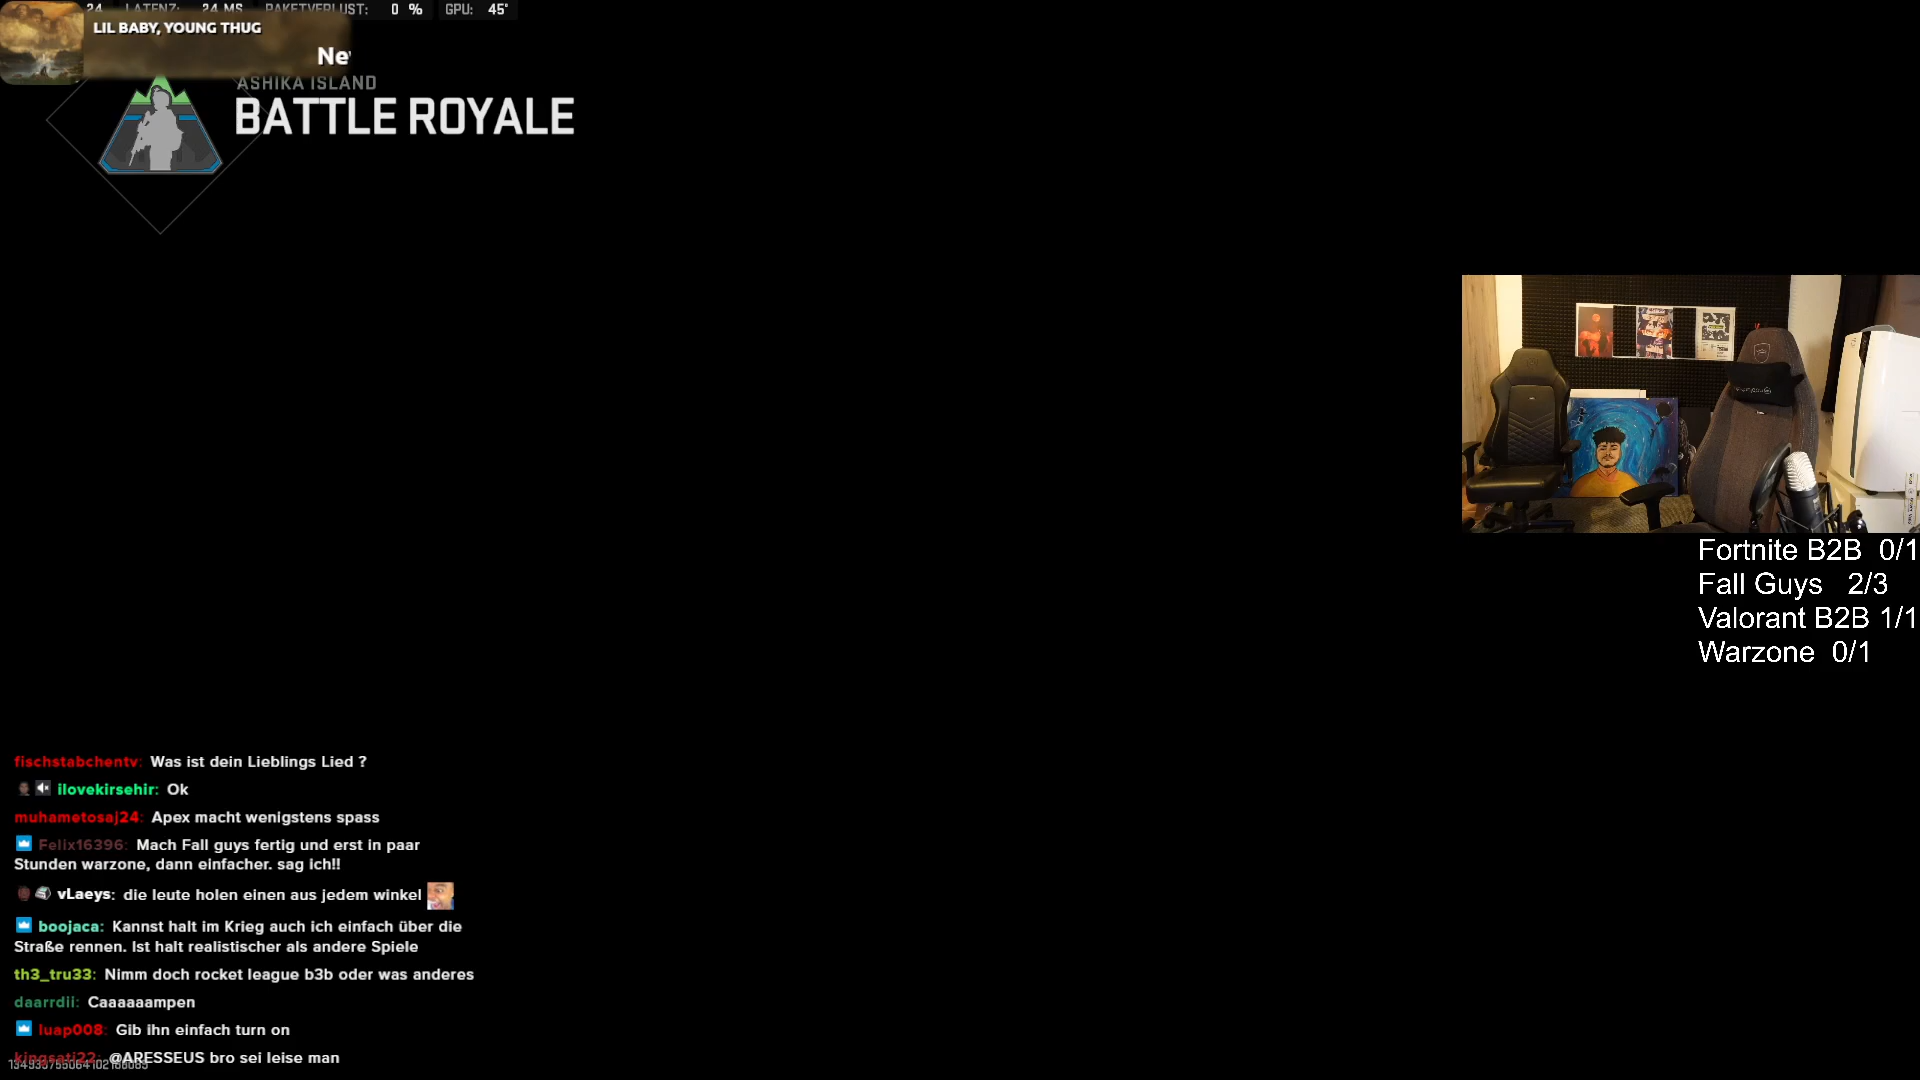 24 LATENZ: 24 MS PAKETVERLUST: 0 % GPU: 45°
LIL BABY, YOUNG THUG
Ne
ASHIKA ISLAND
BATTLE ROYALE
Fortnite B2B 0/1
Fall Guys 2/3
Valorant B2B 1/1
Warzone 0/1
fischstabchentv: Was ist dein Lieblings Lied ?
ilovekirsehir: Ok
muhametosaj24: Apex macht wenigstens spass
Felix16396: Mach Fall guys fertig und erst in paar
Stunden warzone, dann einfacher. sag ich!!
vLaeys: die leute holen einen aus jedem winkel
boojaca: Kannst halt im Krieg auch ich einfach über die
Straße rennen. Ist halt realistischer als andere Spiele
th3_tru33: Nimm doch rocket league b3b oder was anderes
daarrdii: Caaaaaampen
luap008: Gib ihn einfach turn on
kingsati22: @ARESSEUS bro sei leise man